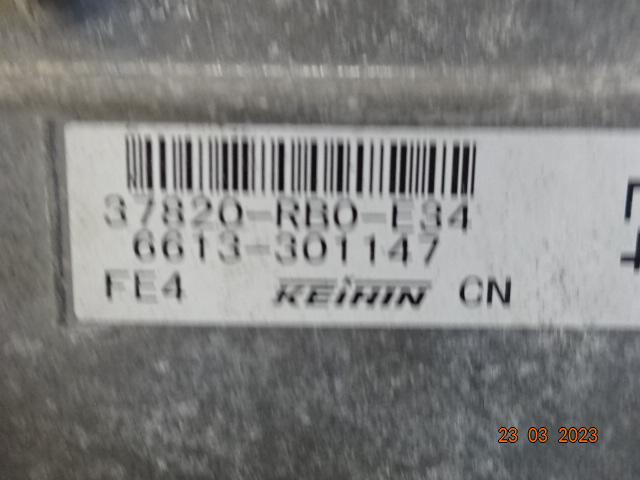 37820-RB0-E34
6613-301147
FE4 KEIHIN CN
23 03 2023